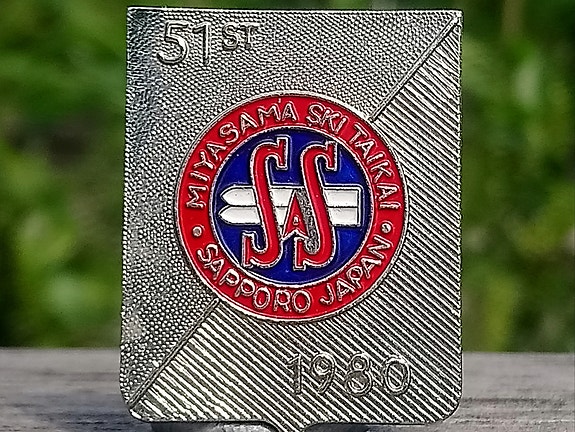 51ST
MIYASAMA SKI TAIKAI
SAS
SAPPORO JAPAN
1980